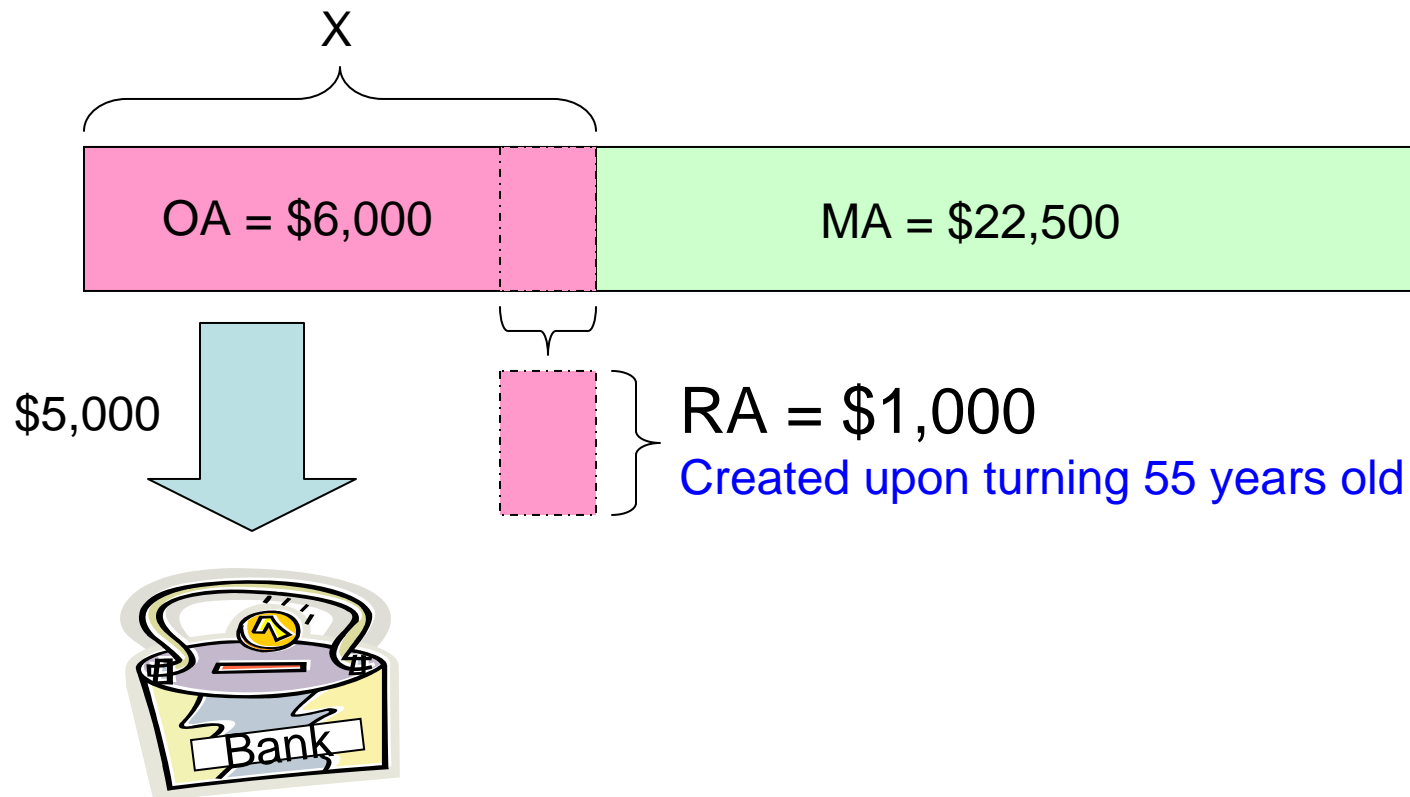 X
OA = $6,000
MA = $22,500
$5,000
RA = $1,000
Created upon turning 55 years old
Bank